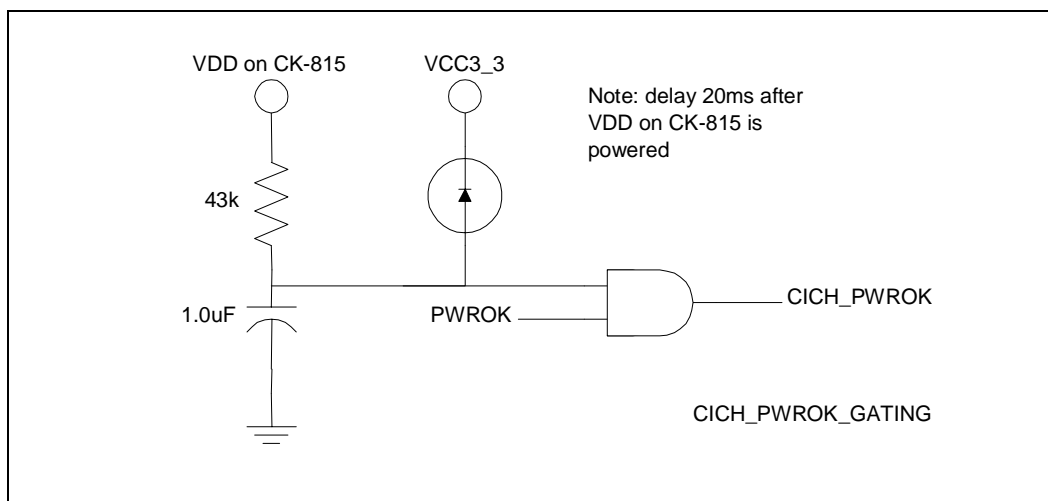 VDD on CK-815
VCC3_3
Note: delay 20ms after
VDD on CK-815 is
powered
43k
1.0uF
PWROK
CICH_PWROK
CICH_PWROK_GATING